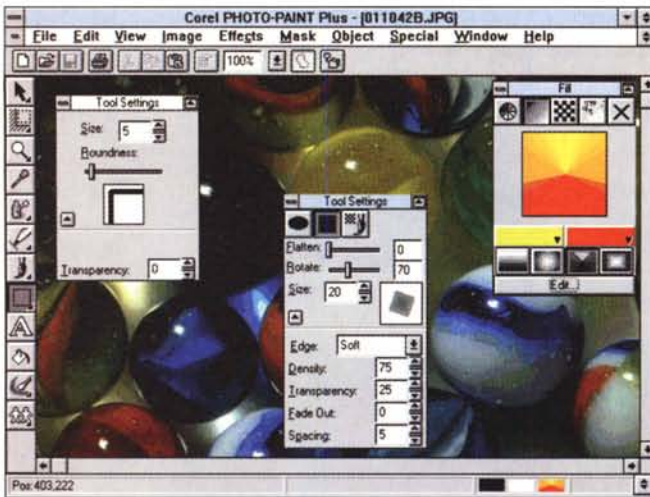 Corel PHOTO-PAINT Plus - [011042B.JPG]
File Edit View Image Effects Mask Object Special Window Help
100%
Tool Settings
Size: 5
Roundness:
Transparency: 0
Tool Settings
Flatten: 0
Rotate: 70
Size: 20
Edge: Soft
Density: 75
Transparency: 25
Fade Out: 0
Spacing: 5
Fill
Edit...
A
Pos:403,222